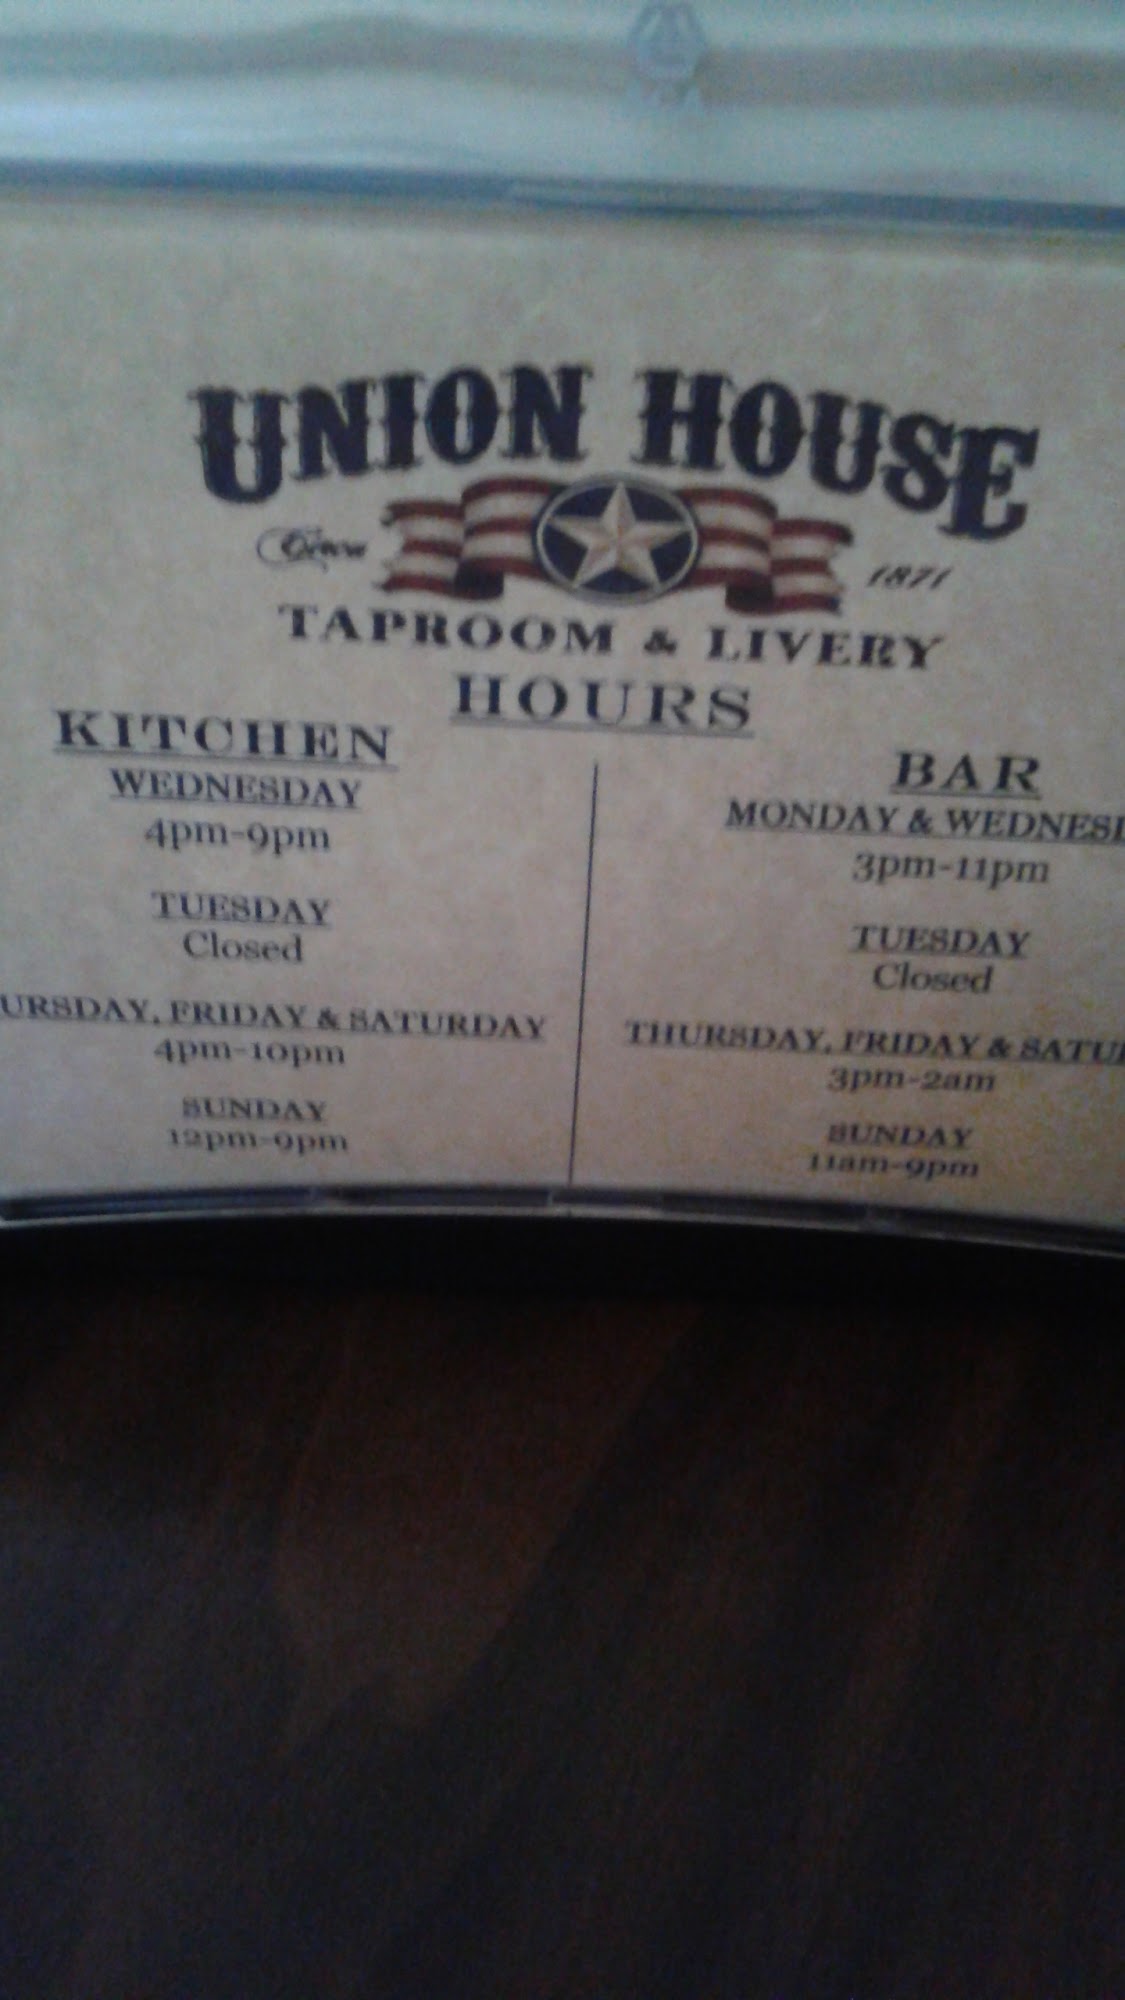 UNION HOUSE
Circa 1871
TAPROOM & LIVERY
HOURS
KITCHEN
WEDNESDAY
4pm-9pm
TUESDAY
Closed
URSDAY, FRIDAY & SATURDAY
4pm-10pm
SUNDAY
12pm-9pm
BAR
MONDAY & WEDNESD
3pm-11pm
TUESDAY
Closed
THURSDAY, FRIDAY & SATUR
3pm-2am
SUNDAY
11am-9pm